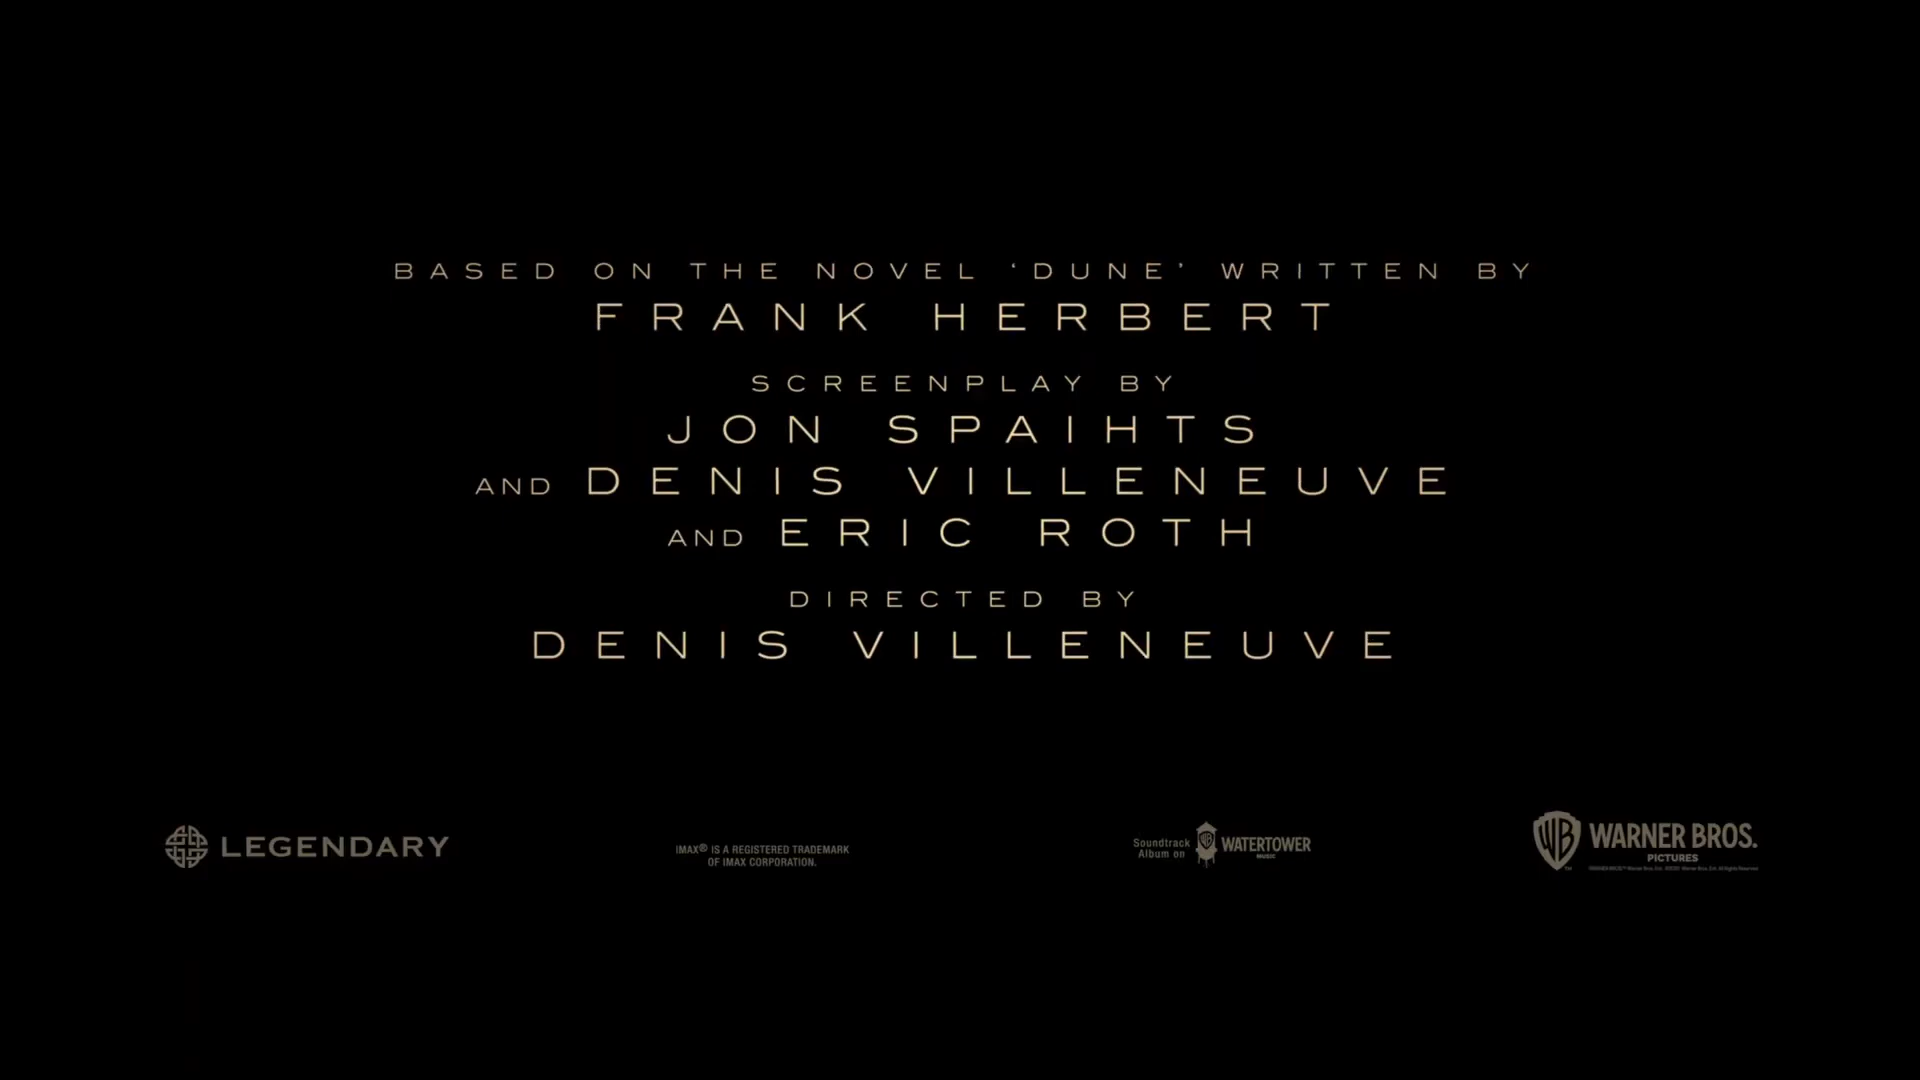 BASED ON THE NOVEL ‘DUNE’ WRITTEN BY
FRANK HERBERT
SCREENPLAY BY
JON SPAIHTS
AND DENIS VILLENEUVE
AND ERIC ROTH
DIRECTED BY
DENIS VILLENEUVE
LEGENDARY
IMAX® IS A REGISTERED TRADEMARK
OF IMAX CORPORATION.
Soundtrack
Album on
WATERTOWER
MUSIC
WB
WARNER BROS.
PICTURES